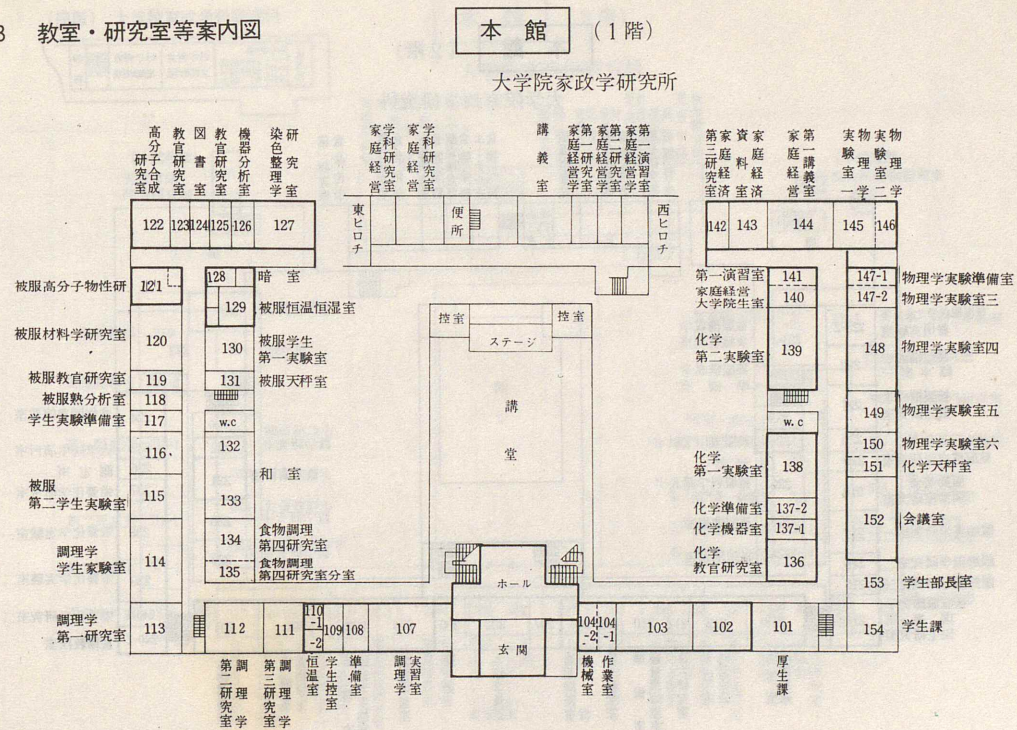 3 教室・研究室等案内図
本館 (1階)
大学院家政学研究所
高分子合成研究室
教官研究室
図書室
教官研究室
機器分析室
染色整理学研究室
家庭経営学科研究室
家庭経営学科研究室
講義室
家庭経営学第一研究室
家庭経営学第二研究室
家庭経営学第一演習室
家庭経済第三研究室
資料室
家庭経済
家庭経営第一講義室
物理学実験室一
物理学実験室二
122 123 124 125 126 127
東ヒロチ
便所
西ヒロチ
142 143 144 145 146
被服高分子物性研 121
128 暗室
129 被服恒温恒湿室
被服材料学研究室 120
130 被服学生第一実験室
被服教官研究室 119
131 被服天秤室
被服熱分析室 118
学生実験準備室 117
w.c
116
132
和室
被服第二学生実験室 115
133
調理学学生家験室 114
134 食物調理第四研究室
135 食物調理第四研究室分室
調理学第一研究室 113
控室
ステージ
控室
講堂
ホール
玄関
第一演習室 141
家庭経営大学院生室 140
化学第二実験室 139
w.c
化学第一実験室 138
化学準備室 137-2
化学機器室 137-1
化学教官研究室 136
147-1 物理学実験準備室
147-2 物理学実験室三
148 物理学実験室四
149 物理学実験室五
150 物理学実験室六
151 化学天秤室
152 会議室
153 学生部長室
154 学生課
112 111 110-1 -2 109 108 107
104-2 104-1 103 102 101
調理学第二研究室
調理学第三研究室
恒温室
学生控室
準備室
調理学実習室
機械室
作業室
厚生課